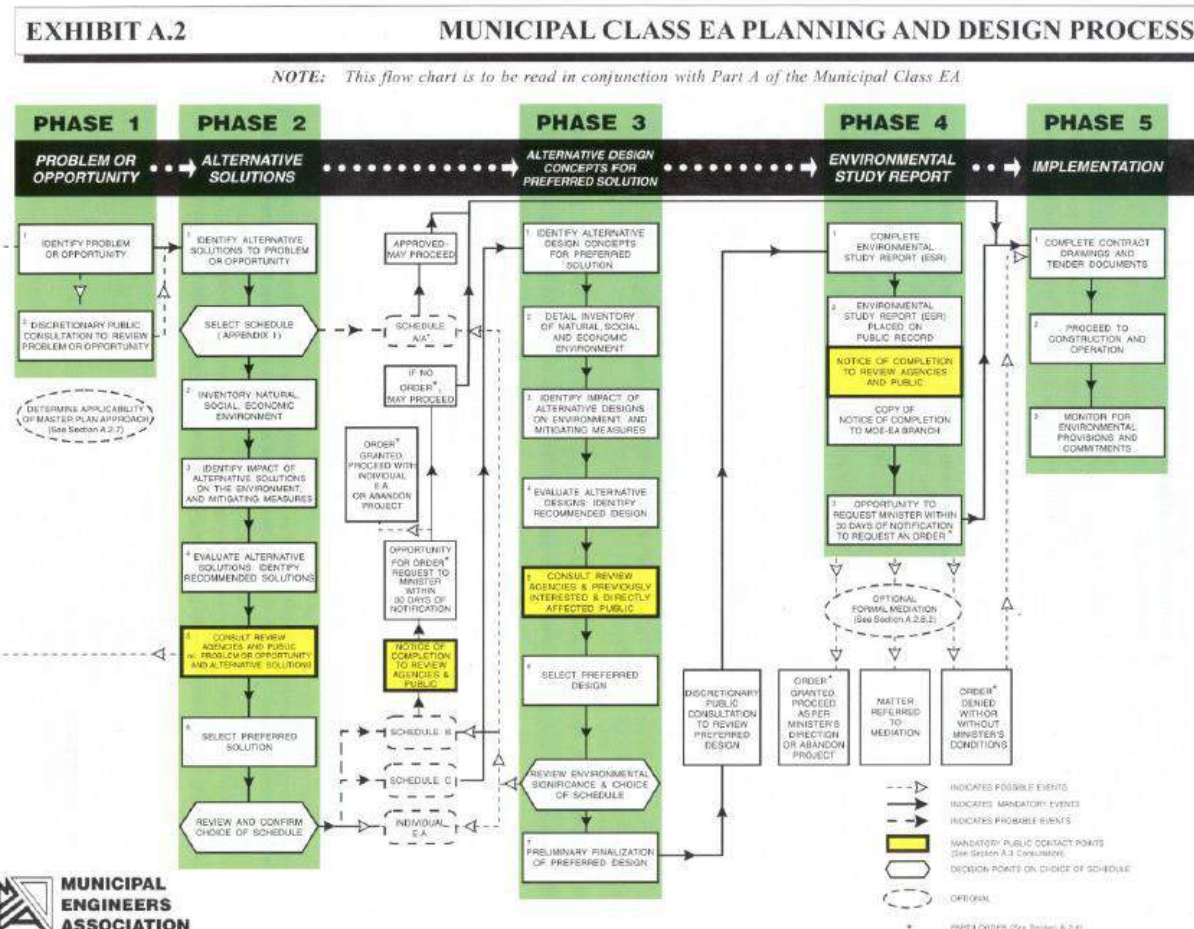 EXHIBIT A.2
MUNICIPAL CLASS EA PLANNING AND DESIGN PROCESS
NOTE: This flow chart is to be read in conjunction with Part A of the Municipal Class EA
PHASE 1
PROBLEM OR
OPPORTUNITY
1 IDENTIFY PROBLEM
OR OPPORTUNITY
2 DISCRETIONARY PUBLIC
CONSULTATION TO REVIEW
PROBLEM OR OPPORTUNITY
DETERMINE APPLICABILITY
OF MASTER PLAN APPROACH
(See Section A.2.7)
PHASE 2
ALTERNATIVE
SOLUTIONS
1 IDENTIFY ALTERNATIVE
SOLUTIONS TO PROBLEM
OR OPPORTUNITY
SELECT SCHEDULE
(APPENDIX I)
2 INVENTORY NATURAL,
SOCIAL, ECONOMIC
ENVIRONMENT
3 IDENTIFY IMPACT OF
ALTERNATIVE SOLUTIONS
ON THE ENVIRONMENT,
AND MITIGATING MEASURES
4 EVALUATE ALTERNATIVE
SOLUTIONS: IDENTIFY
RECOMMENDED SOLUTIONS
5 CONSULT REVIEW
AGENCIES AND PUBLIC
re: PROBLEM OR OPPORTUNITY
AND ALTERNATIVE SOLUTIONS
6 SELECT PREFERRED
SOLUTION
REVIEW AND CONFIRM
CHOICE OF SCHEDULE
APPROVED-
MAY PROCEED
SCHEDULE
A/A+
IF NO
ORDER*,
MAY PROCEED
ORDER*
GRANTED,
PROCEED WITH
INDIVIDUAL
E.A.
OR ABANDON
PROJECT
OPPORTUNITY
FOR ORDER*
REQUEST TO
MINISTER
WITHIN
30 DAYS OF
NOTIFICATION
NOTICE OF
COMPLETION
TO REVIEW
AGENCIES &
PUBLIC
SCHEDULE B
SCHEDULE C
INDIVIDUAL
E.A.
PHASE 3
ALTERNATIVE DESIGN
CONCEPTS FOR
PREFERRED SOLUTION
1 IDENTIFY ALTERNATIVE
DESIGN CONCEPTS
FOR PREFERRED
SOLUTION
2 DETAIL INVENTORY
OF NATURAL, SOCIAL
AND ECONOMIC
ENVIRONMENT
3 IDENTIFY IMPACT OF
ALTERNATIVE DESIGNS
ON ENVIRONMENT, AND
MITIGATING MEASURES
4 EVALUATE ALTERNATIVE
DESIGNS: IDENTIFY
RECOMMENDED DESIGN
5 CONSULT REVIEW
AGENCIES & PREVIOUSLY
INTERESTED & DIRECTLY
AFFECTED PUBLIC
6 SELECT PREFERRED
DESIGN
REVIEW ENVIRONMENTAL
SIGNIFICANCE & CHOICE
OF SCHEDULE
7 PRELIMINARY FINALIZATION
OF PREFERRED DESIGN
DISCRETIONARY
PUBLIC
CONSULTATION
TO REVIEW
PREFERRED
DESIGN
PHASE 4
ENVIRONMENTAL
STUDY REPORT
1 COMPLETE
ENVIRONMENTAL
STUDY REPORT (ESR)
2 ENVIRONMENTAL
STUDY REPORT (ESR)
PLACED ON
PUBLIC RECORD
NOTICE OF COMPLETION
TO REVIEW AGENCIES
AND PUBLIC
COPY OF
NOTICE OF COMPLETION
TO MOE-EA BRANCH
3 OPPORTUNITY TO
REQUEST MINISTER WITHIN
30 DAYS OF NOTIFICATION
TO REQUEST AN ORDER*
OPTIONAL
FORMAL MEDIATION
(See Section A.2.8.2)
ORDER*
GRANTED,
PROCEED
AS PER
MINISTER'S
DIRECTION
OR ABANDON
PROJECT
MATTER
REFERRED
TO
MEDIATION
ORDER*
DENIED
WITH OR
WITHOUT
MINISTER'S
CONDITIONS
PHASE 5
IMPLEMENTATION
1 COMPLETE CONTRACT
DRAWINGS AND
TENDER DOCUMENTS
2 PROCEED TO
CONSTRUCTION AND
OPERATION
3 MONITOR FOR
ENVIRONMENTAL
PROVISIONS AND
COMMITMENTS
INDICATES POSSIBLE EVENTS
INDICATES MANDATORY EVENTS
INDICATES PROBABLE EVENTS
MANDATORY PUBLIC CONTACT POINTS
(See Section A.3 Consultation)
DECISION POINTS ON CHOICE OF SCHEDULE
OPTIONAL
* PART II ORDER (See Section A.2.8)
MUNICIPAL
ENGINEERS
ASSOCIATION